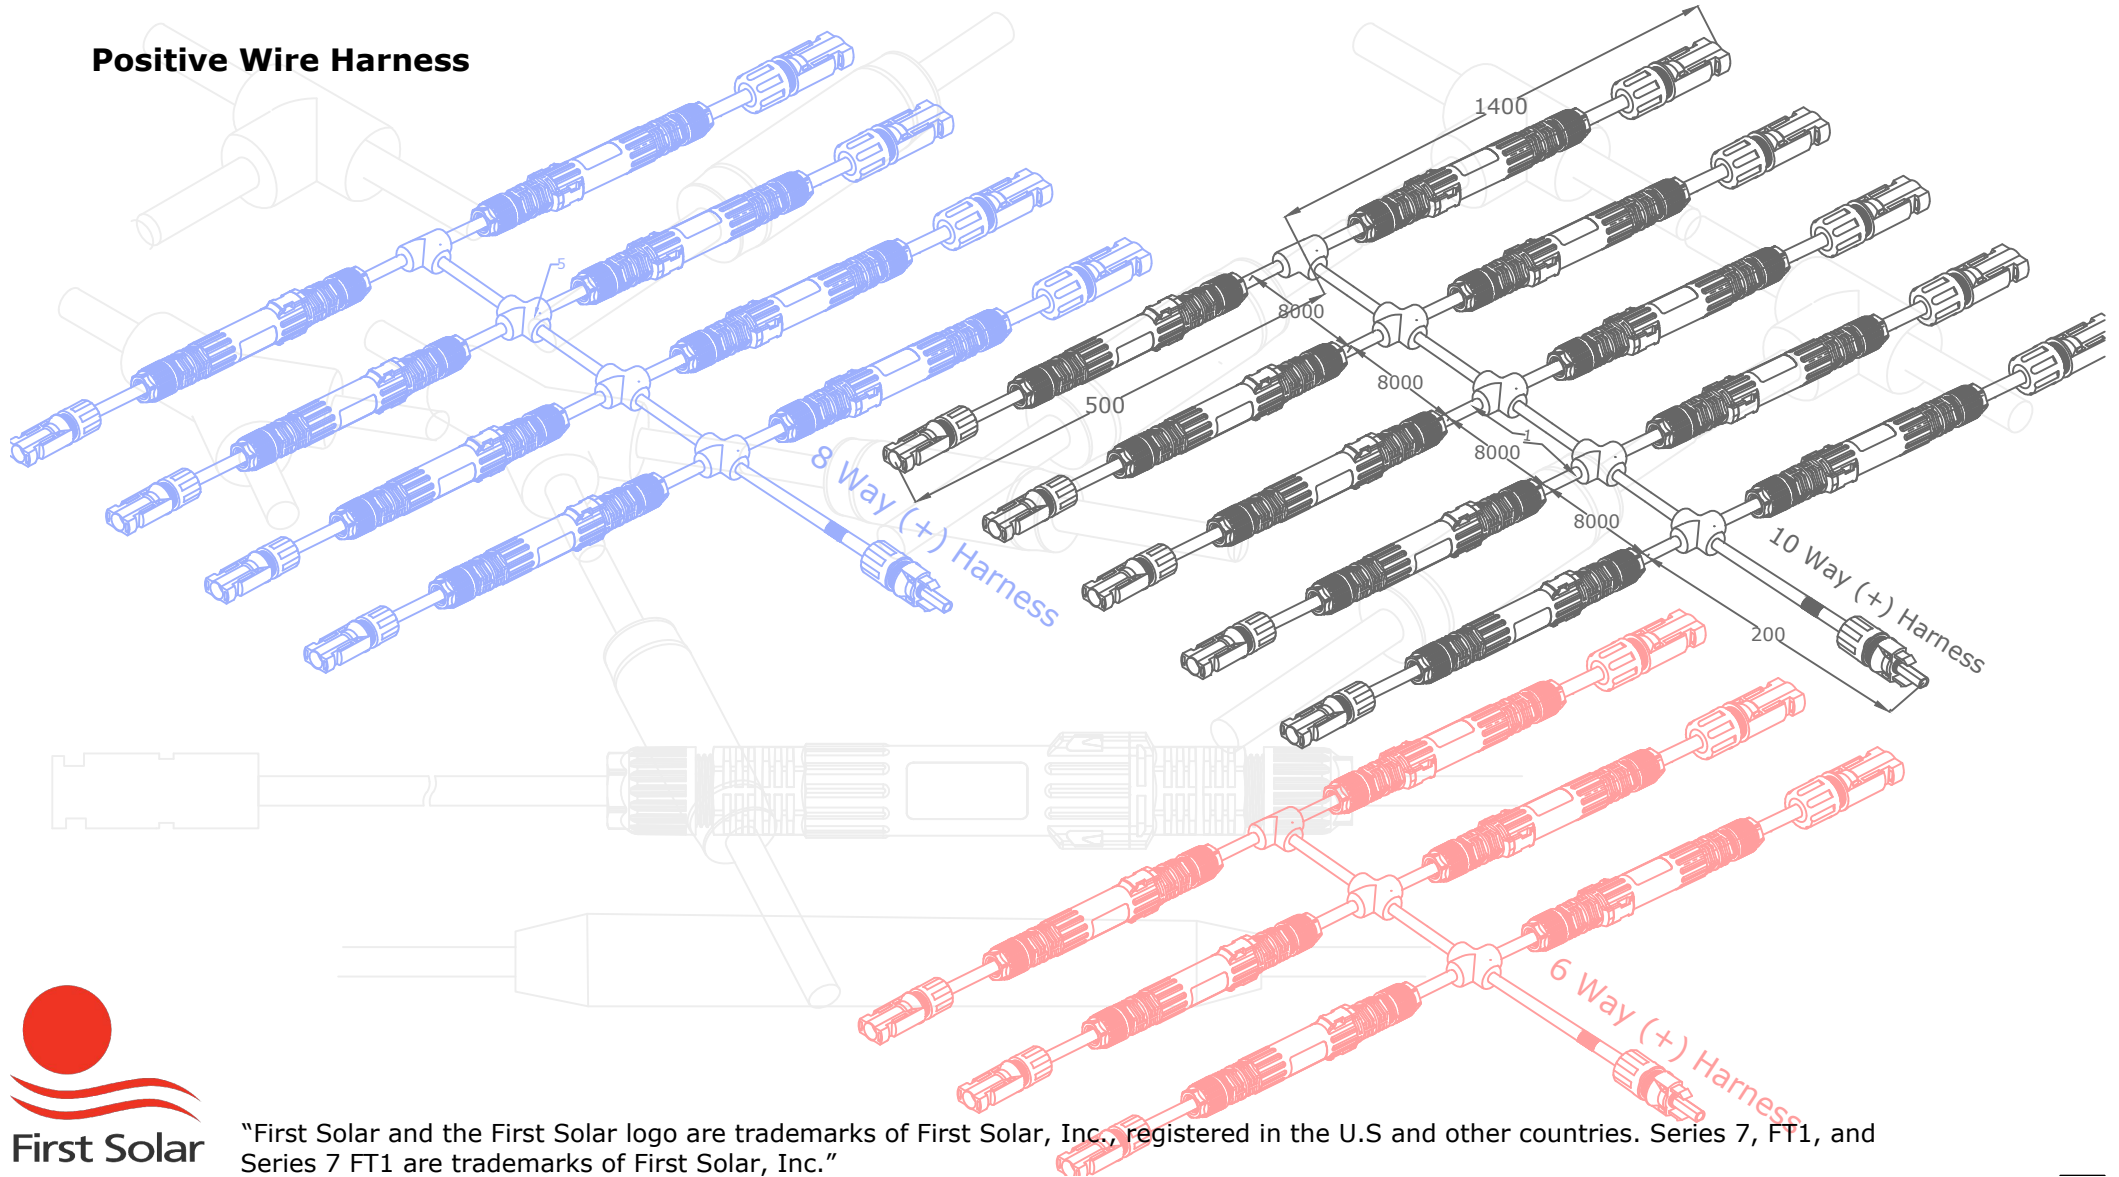 Positive Wire Harness
1400
5
8000
8000
500
1
8000
8 Way (+) Harness
8000
10 Way (+) Harness
200
6 Way (+) Harness
First Solar
“First Solar and the First Solar logo are trademarks of First Solar, Inc., registered in the U.S and other countries. Series 7, FT1, and
Series 7 FT1 are trademarks of First Solar, Inc.”